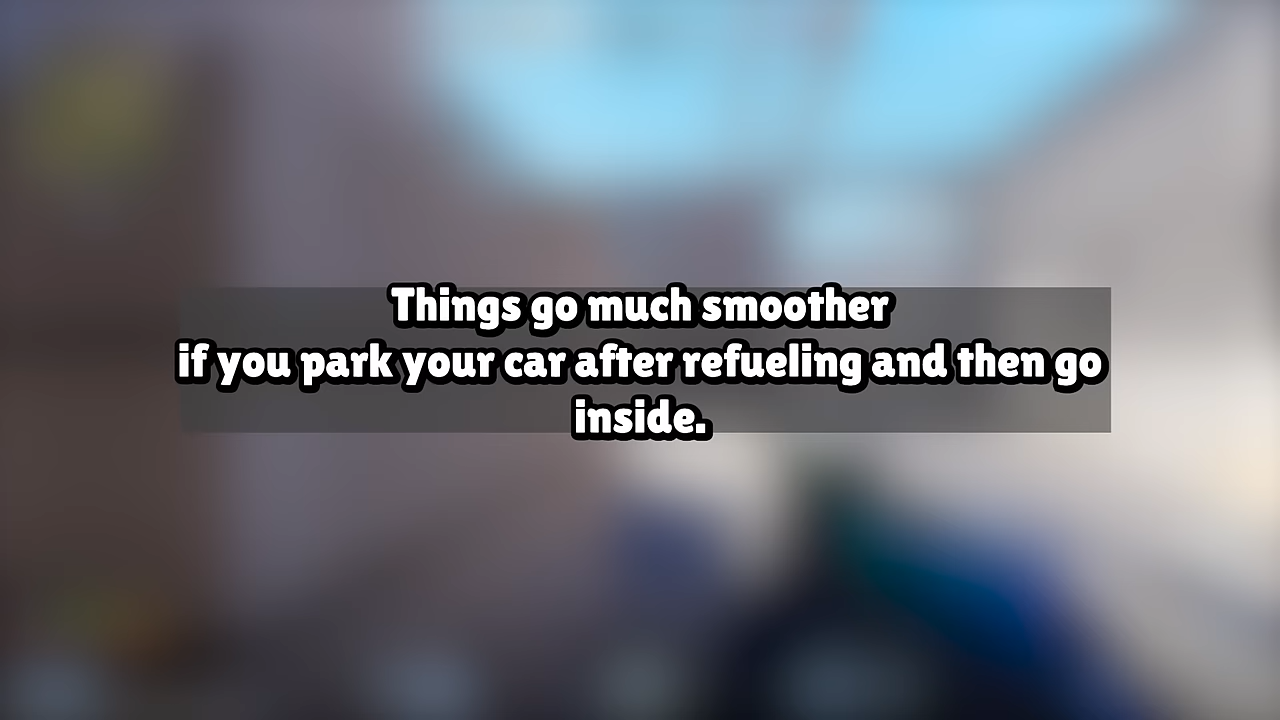 Things go much smoother
if you park your car after refueling and then go
inside.